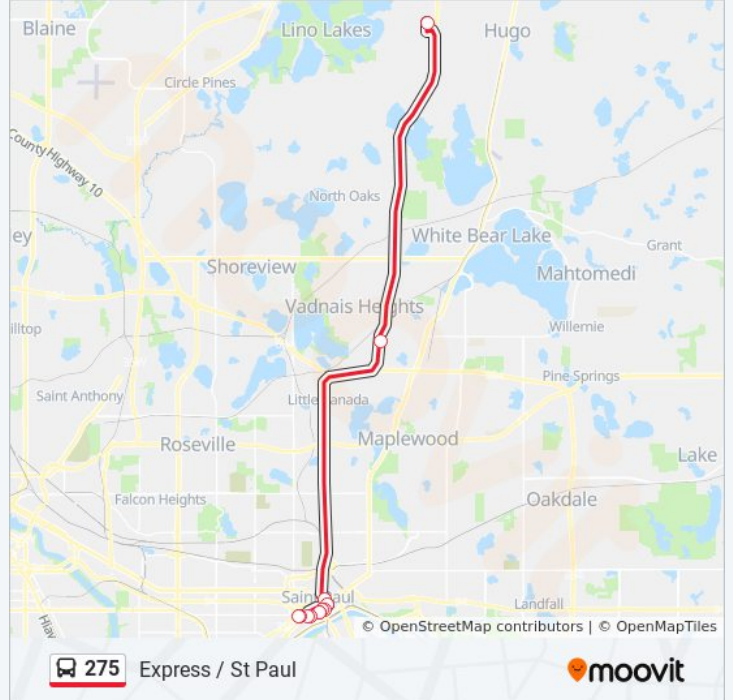 Blaine
Lino Lakes
Hugo
Circle Pines
County Highway 10
North Oaks
ey
White Bear Lake
Grant
Shoreview
Mahtomedi
Vadnais Heights
illtop
Willernie
Pine Springs
Saint Anthony
Little Canada
Roseville
Maplewood
Lake
Falcon Heights
Oakdale
Saint Paul
Landfall
Hiaw
© OpenStreetMap contributors | © OpenMapTiles
275 Express / St Paul
moovit